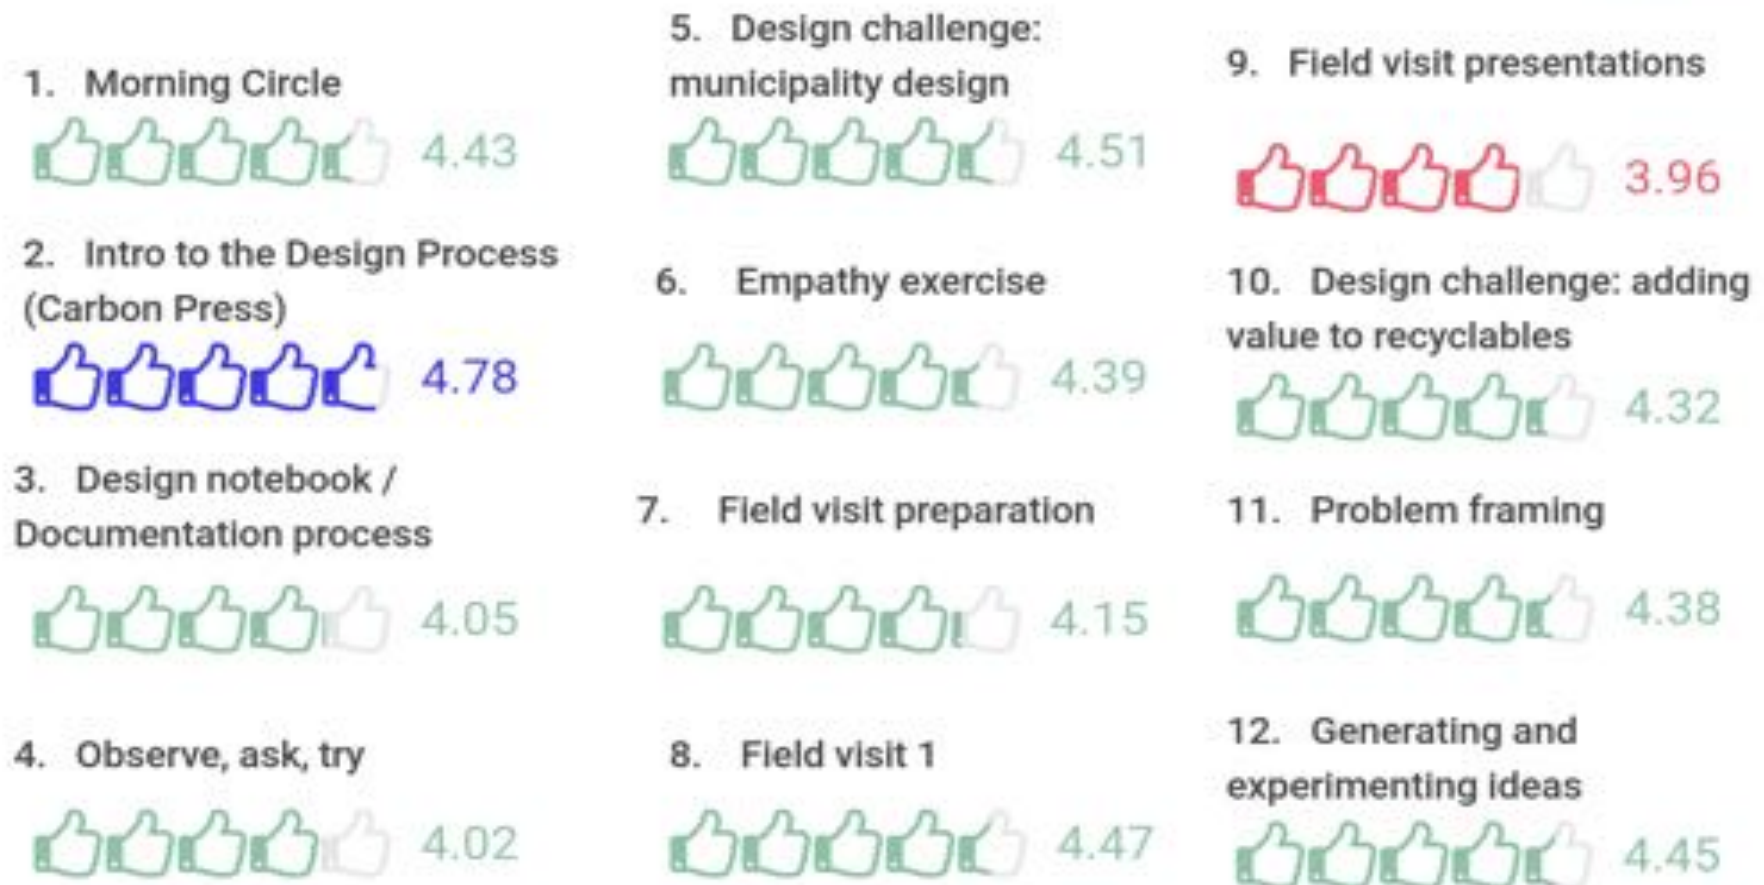 1. Morning Circle
4.43
2. Intro to the Design Process
(Carbon Press)
4.78
3. Design notebook /
Documentation process
4.05
4. Observe, ask, try
4.02
5. Design challenge:
municipality design
4.51
6. Empathy exercise
4.39
7. Field visit preparation
4.15
8. Field visit 1
4.47
9. Field visit presentations
3.96
10. Design challenge: adding
value to recyclables
4.32
11. Problem framing
4.38
12. Generating and
experimenting ideas
4.45